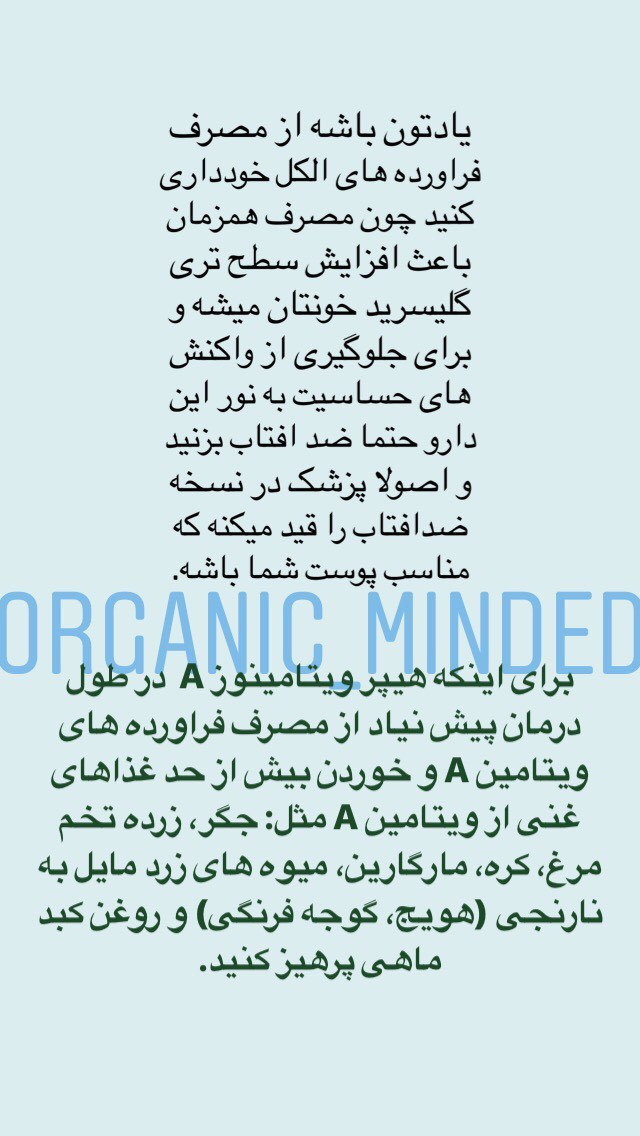 یادتون باشه از مصرف
فراورده های الکل خودداری
کنید چون مصرف همزمان
باعث افزایش سطح تری
گلیسرید خونتان میشه و
برای جلوگیری از واکنش
های حساسیت به نور این
دارو حتما ضد افتاب بزنید
و اصولا پزشک در نسخه
ضدافتاب را قید میکنه که
مناسب پوست شما باشه.
ORGANIC_MINDED
برای اینکه هیپر ویتامینوز A در طول
درمان پیش نیاد از مصرف فراورده های
ویتامین A و خوردن بیش از حد غذاهای
غنی از ویتامین A مثل: جگر، زرده تخم
مرغ، کره، مارگارین، میوه های زرد مایل به
نارنجی (هویج، گوجه فرنگی) و روغن کبد
ماهی پرهیز کنید.